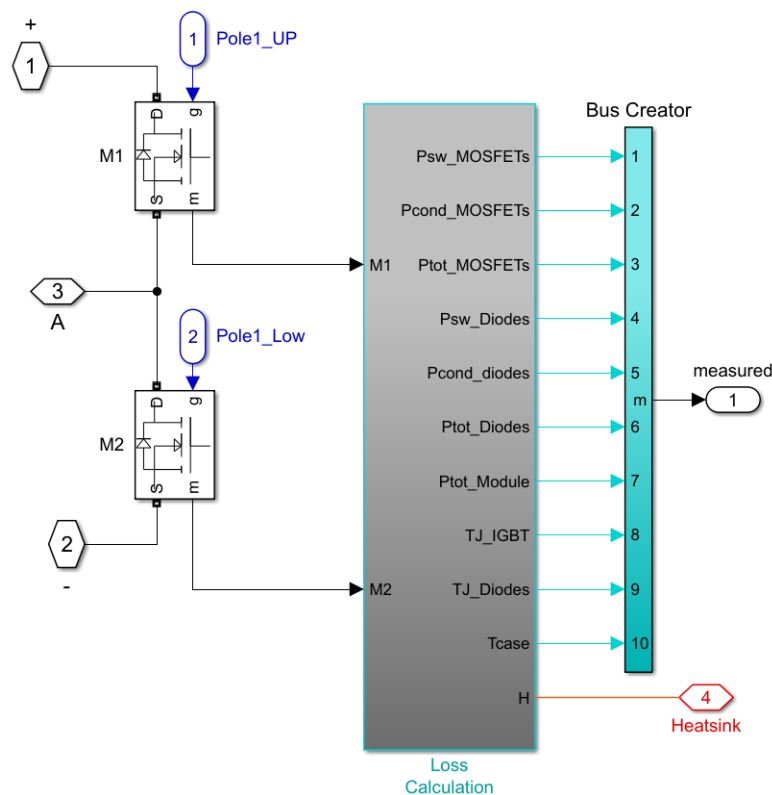 +
1
1
Pole1_UP
D
g
M1
S
m
3
A
2
Pole1_Low
D
g
M2
S
m
2
-
M1
M2
Psw_MOSFETs
Pcond_MOSFETs
Ptot_MOSFETs
Psw_Diodes
Pcond_diodes
Ptot_Diodes
Ptot_Module
TJ_IGBT
TJ_Diodes
Tcase
H
Loss
Calculation
Bus Creator
1
2
3
4
5
m
6
7
8
9
10
measured
1
4
Heatsink